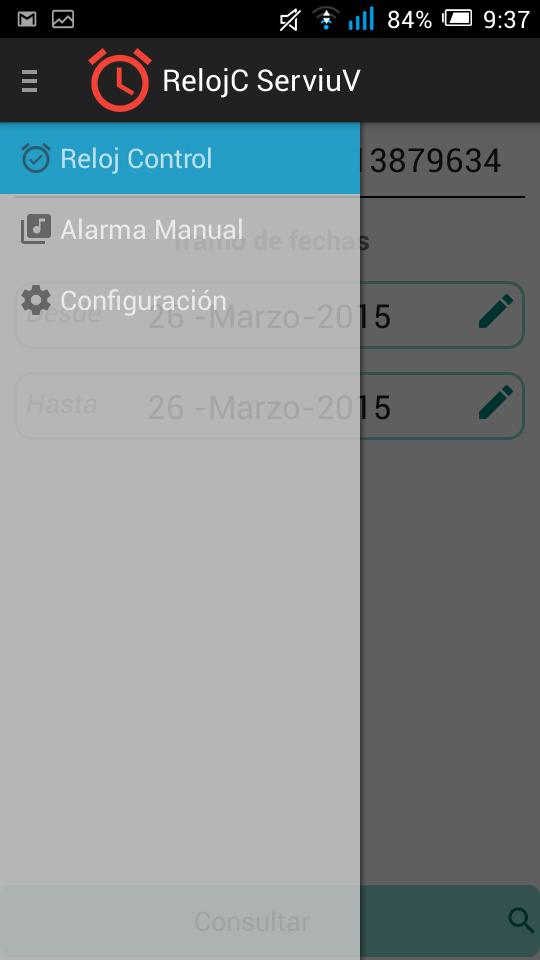 84% 9:37
RelojC ServiuV
Reloj Control
13879634
Alarma Manual
Tramo de fechas
Configuración
Desde 26 -Marzo-2015
Hasta 26 -Marzo-2015
Consultar